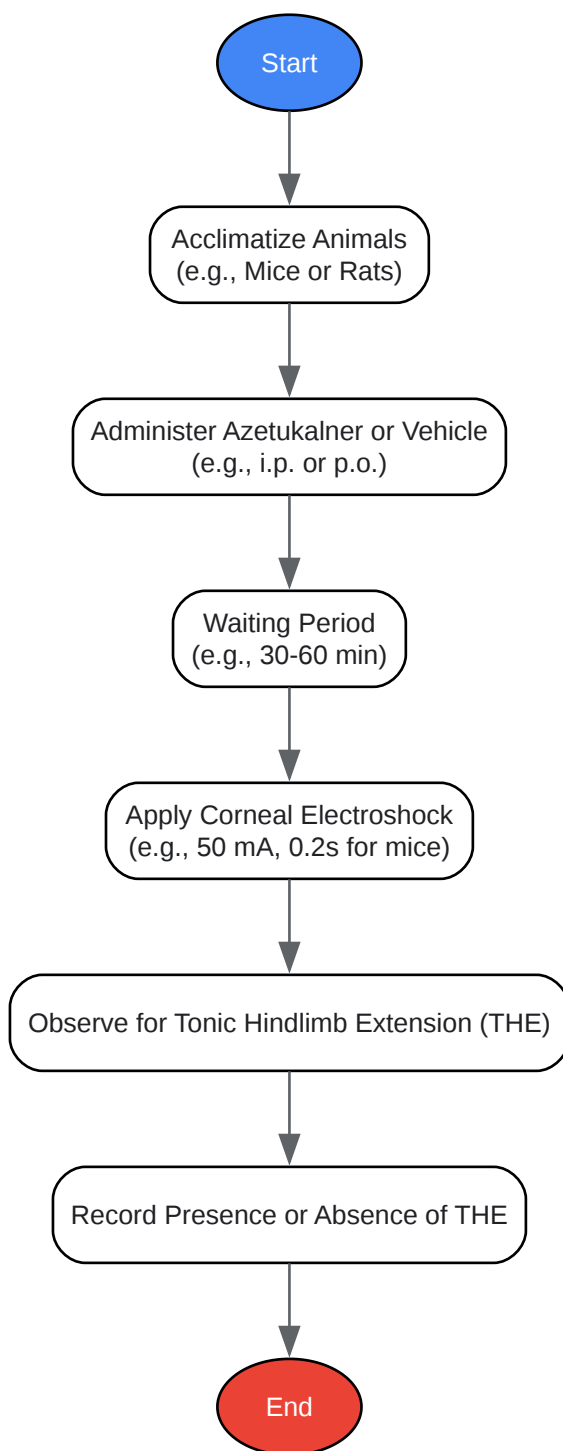 Start
Acclimatize Animals
(e.g., Mice or Rats)
Administer Azetukalner or Vehicle
(e.g., i.p. or p.o.)
Waiting Period
(e.g., 30-60 min)
Apply Corneal Electroshock
(e.g., 50 mA, 0.2s for mice)
Observe for Tonic Hindlimb Extension (THE)
Record Presence or Absence of THE
End